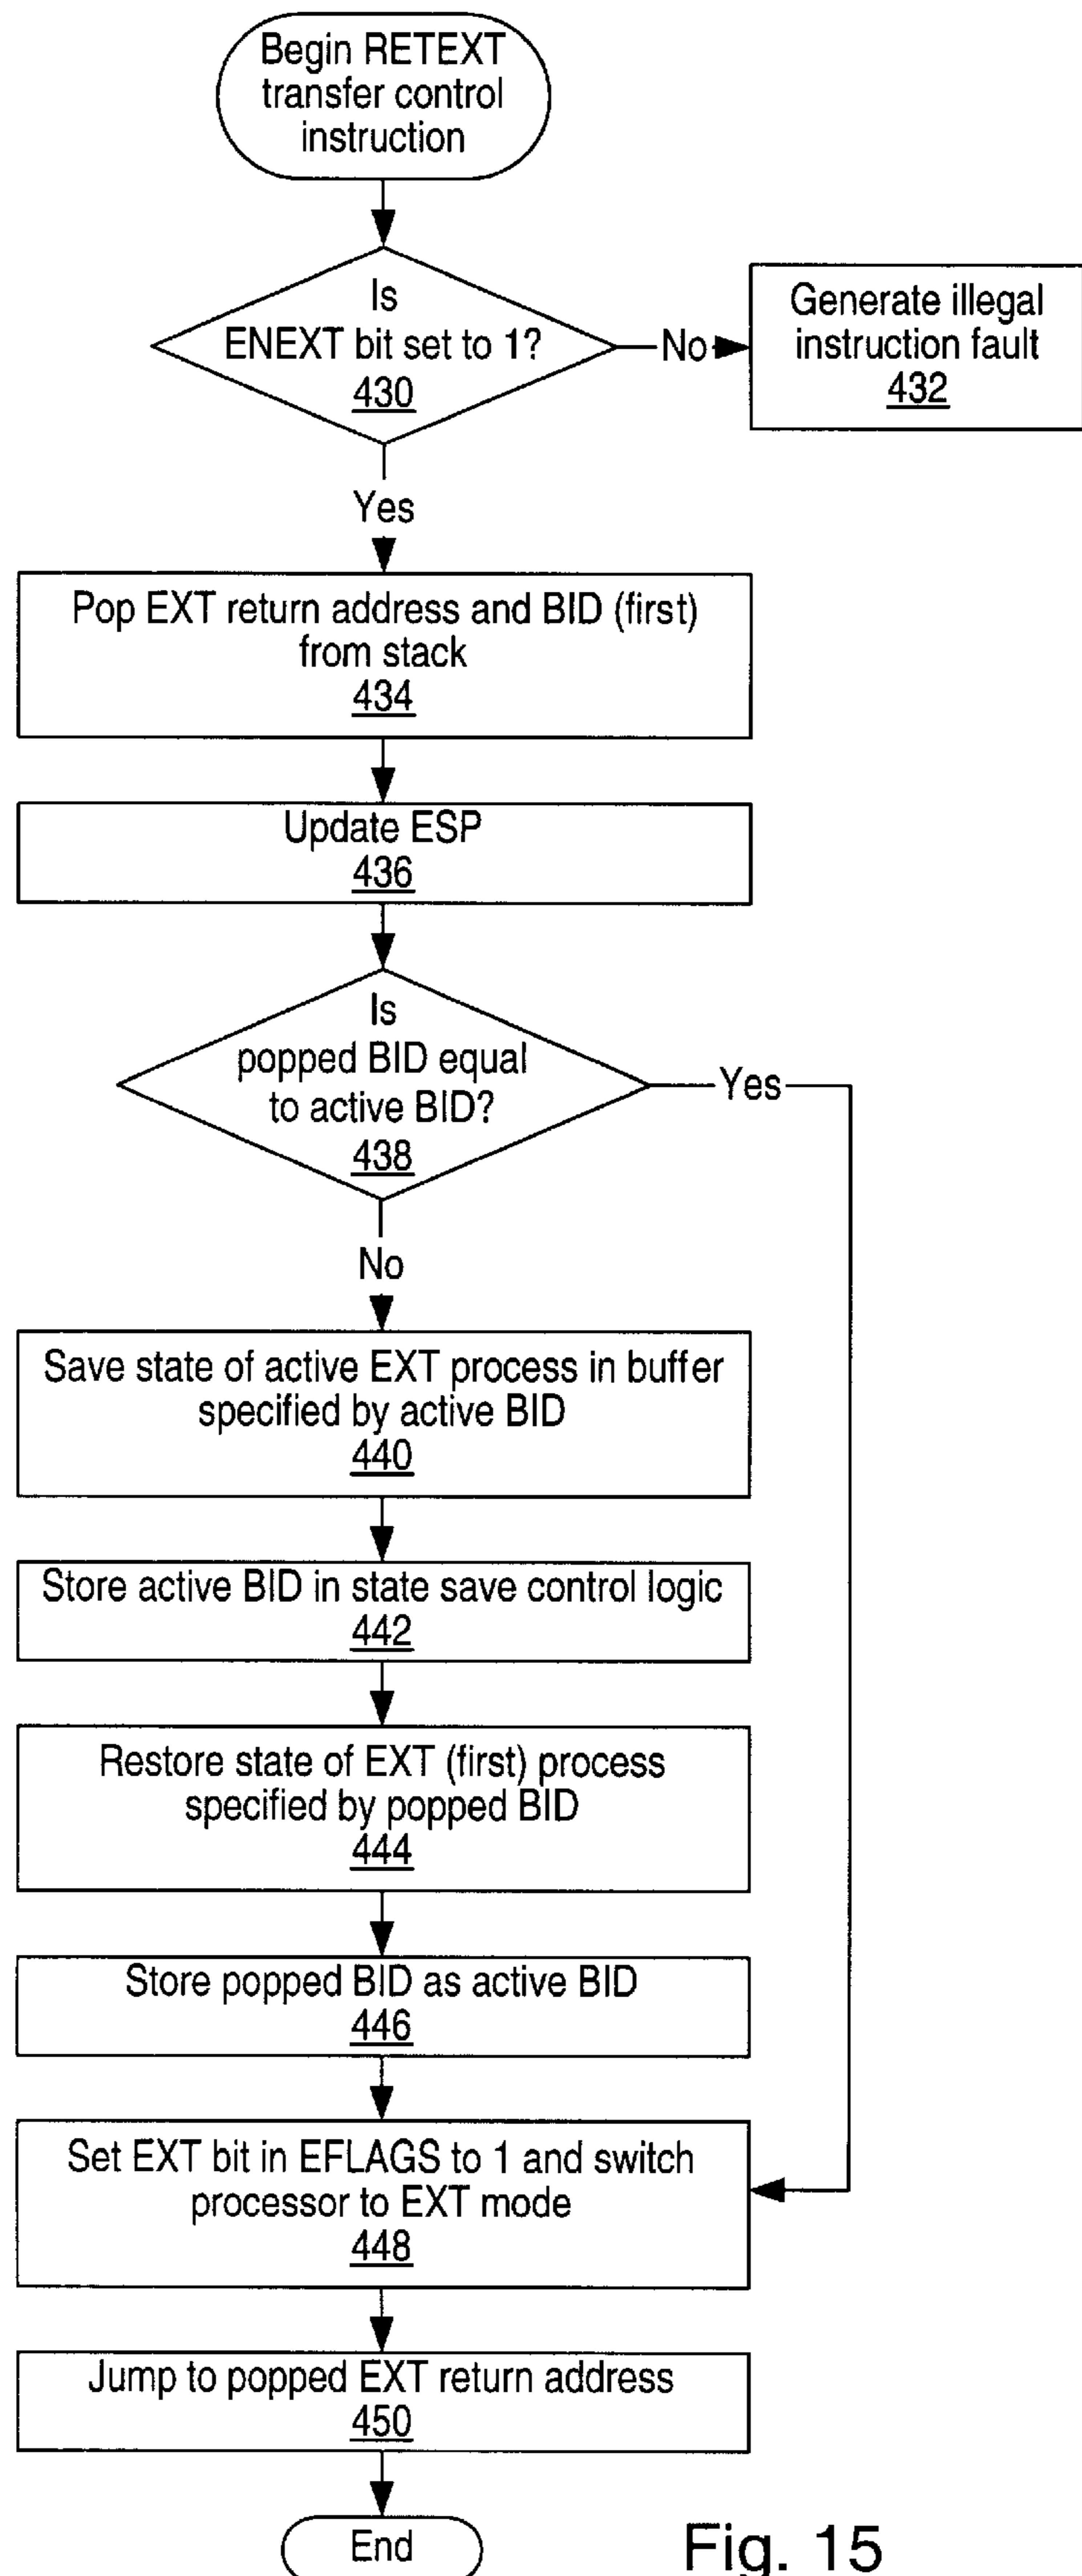 Begin RETEXT
transfer control
instruction
Is
ENEXT bit set to 1?
430
No
Generate illegal
instruction fault
432
Yes
Pop EXT return address and BID (first)
from stack
434
Update ESP
436
Is
popped BID equal
to active BID?
438
Yes
No
Save state of active EXT process in buffer
specified by active BID
440
Store active BID in state save control logic
442
Restore state of EXT (first) process
specified by popped BID
444
Store popped BID as active BID
446
Set EXT bit in EFLAGS to 1 and switch
processor to EXT mode
448
Jump to popped EXT return address
450
End
Fig. 15